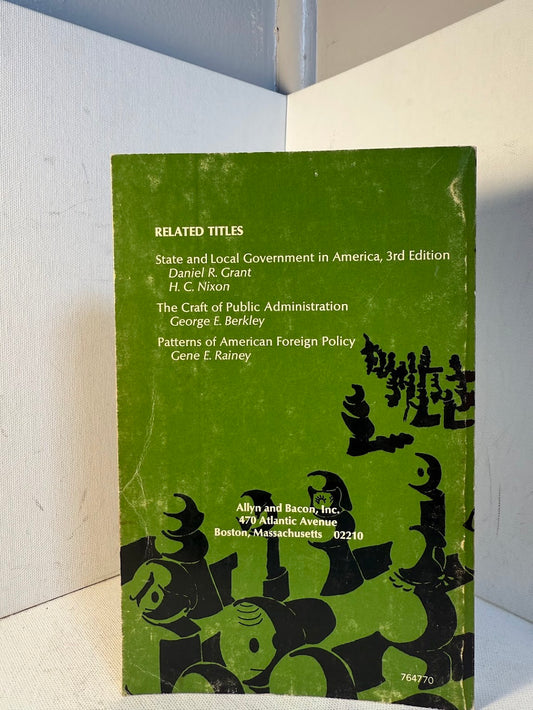 RELATED TITLES
State and Local Government in America, 3rd Edition
Daniel R. Grant
H. C. Nixon
The Craft of Public Administration
George E. Berkley
Patterns of American Foreign Policy
Gene E. Rainey
Allyn and Bacon, Inc.
470 Atlantic Avenue
Boston, Massachusetts 02210
764770